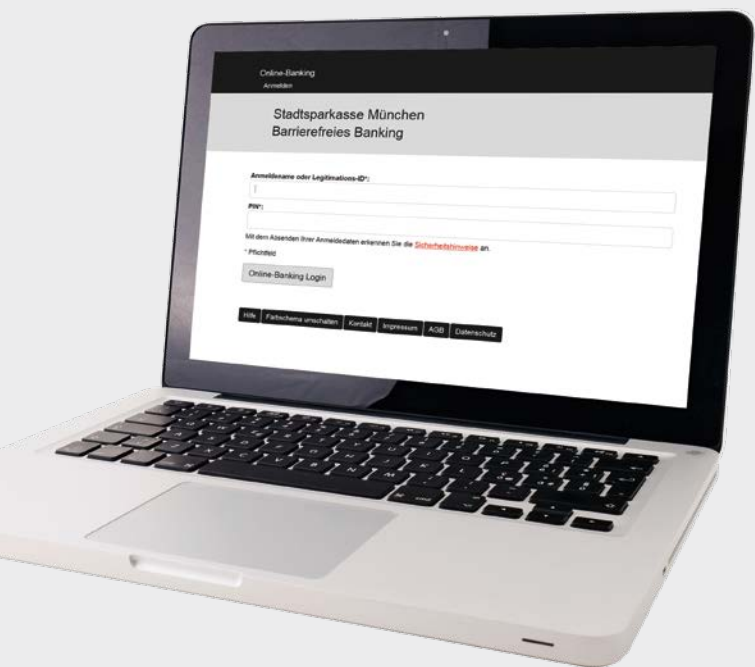 Online-Banking
Anmelden
Stadtsparkasse München
Barrierefreies Banking
Anmeldename oder Legitimations-ID*:
PIN*:
Mit dem Absenden Ihrer Anmeldedaten erkennen Sie die Sicherheitshinweise an.
* Pflichtfeld
Online-Banking Login
Hilfe Farbschema umschalten Kontakt Impressum AGB Datenschutz
cmd